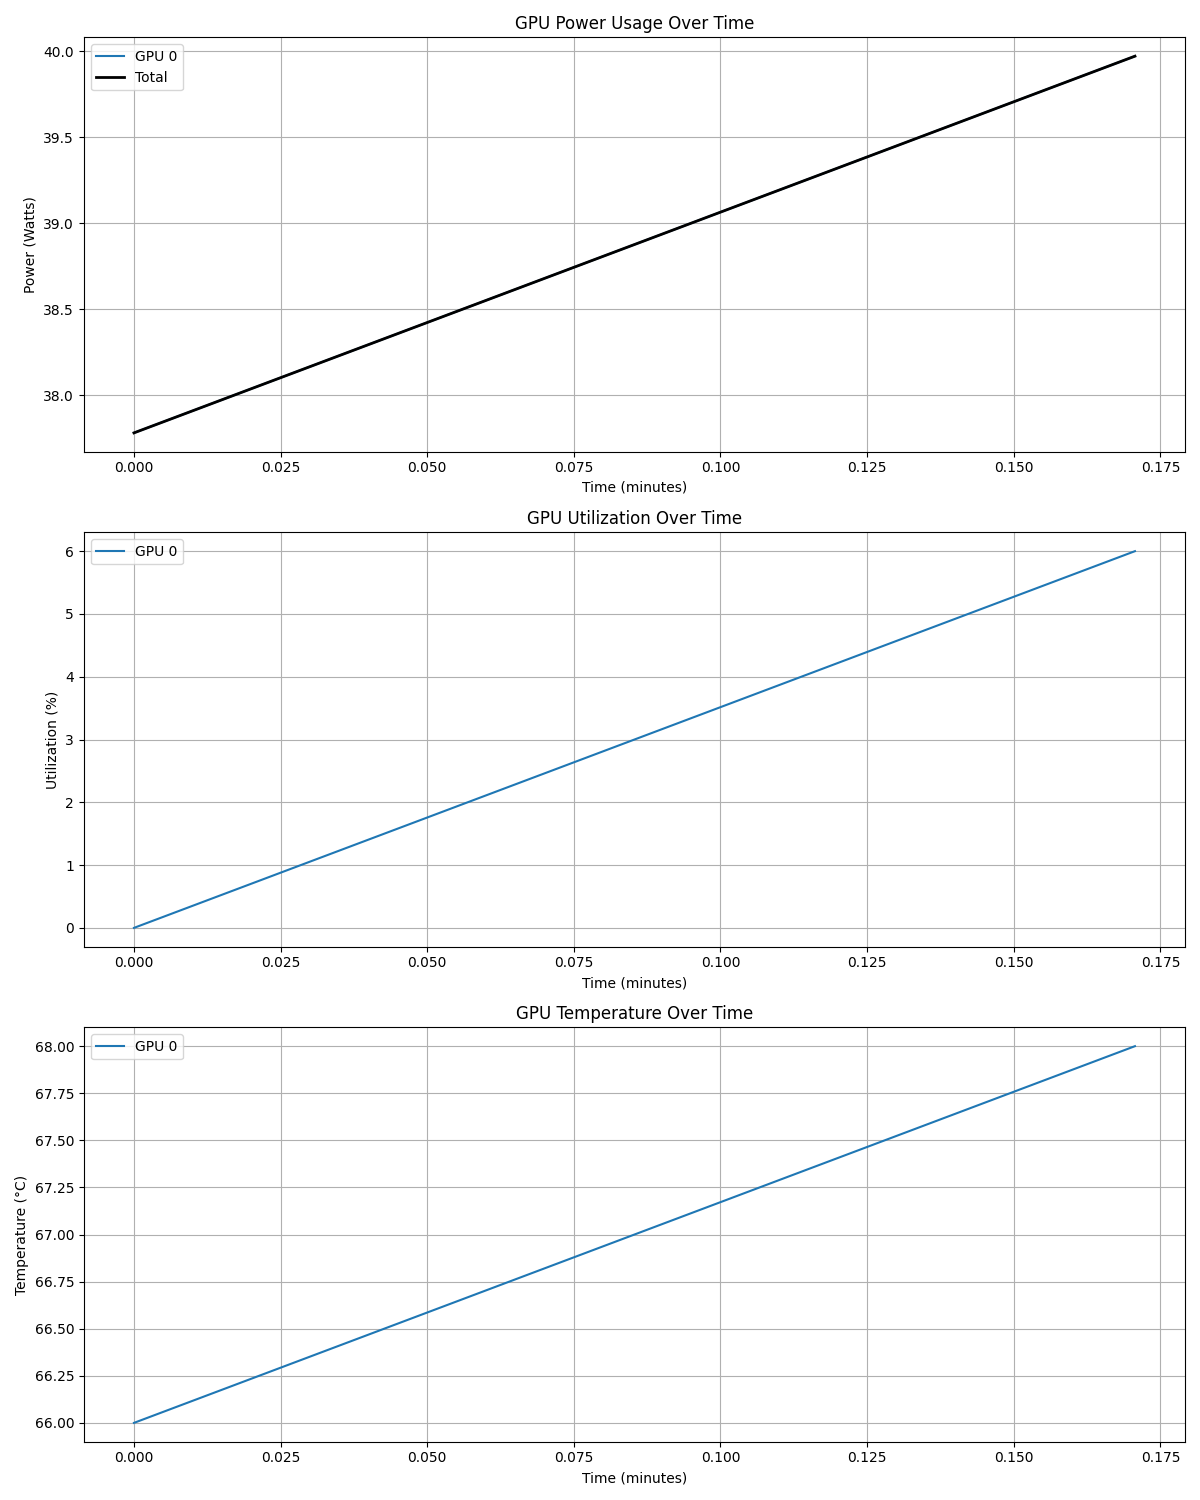 GPU Power Usage Over Time
GPU 0
Total
Power (Watts)
40.0
39.5
39.0
38.5
38.0
0.000 0.025 0.050 0.075 0.100 0.125 0.150 0.175
Time (minutes)
GPU Utilization Over Time
GPU 0
Utilization (%)
6
5
4
3
2
1
0
0.000 0.025 0.050 0.075 0.100 0.125 0.150 0.175
Time (minutes)
GPU Temperature Over Time
GPU 0
Temperature (°C)
68.00
67.75
67.50
67.25
67.00
66.75
66.50
66.25
66.00
0.000 0.025 0.050 0.075 0.100 0.125 0.150 0.175
Time (minutes)